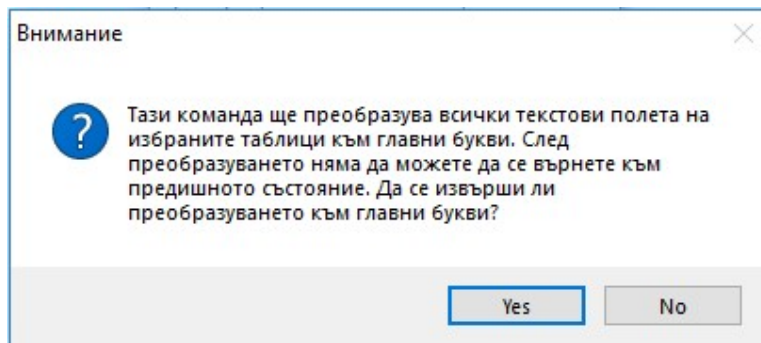 Внимание
Тази команда ще преобразува всички текстови полета на
избраните таблици към главни букви. След
преобразуването няма да можете да се върнете към
предишното състояние. Да се извърши ли
преобразуването към главни букви?
Yes
No